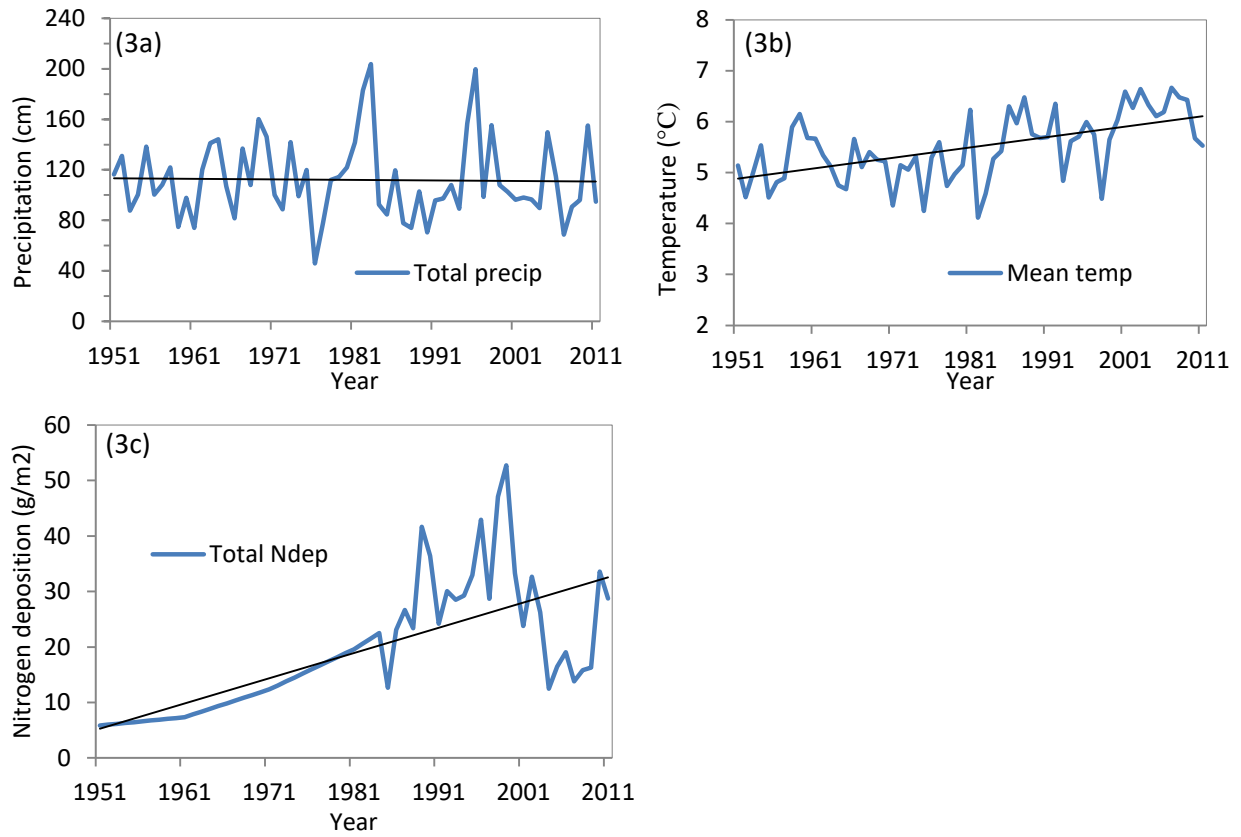 (3a)
Precipitation (cm)
240
200
160
120
80
40
0
Total precip
1951 1961 1971 1981 1991 2001 2011
Year
(3b)
Temperature (°C)
8
7
6
5
4
3
2
Mean temp
1951 1961 1971 1981 1991 2001 2011
Year
(3c)
Nitrogen deposition (g/m2)
60
50
40
30
20
10
0
Total Ndep
1951 1961 1971 1981 1991 2001 2011
Year